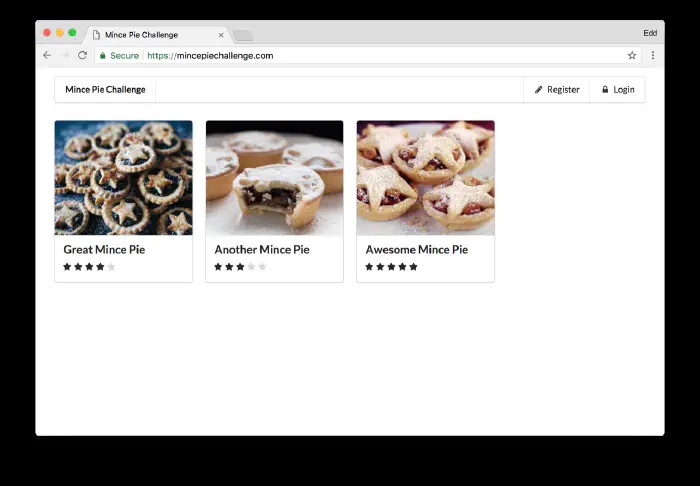 Mince Pie Challenge
Edd
Secure https://mincepiechallenge.com
Mince Pie Challenge Register Login
Great Mince Pie Another Mince Pie Awesome Mince Pie